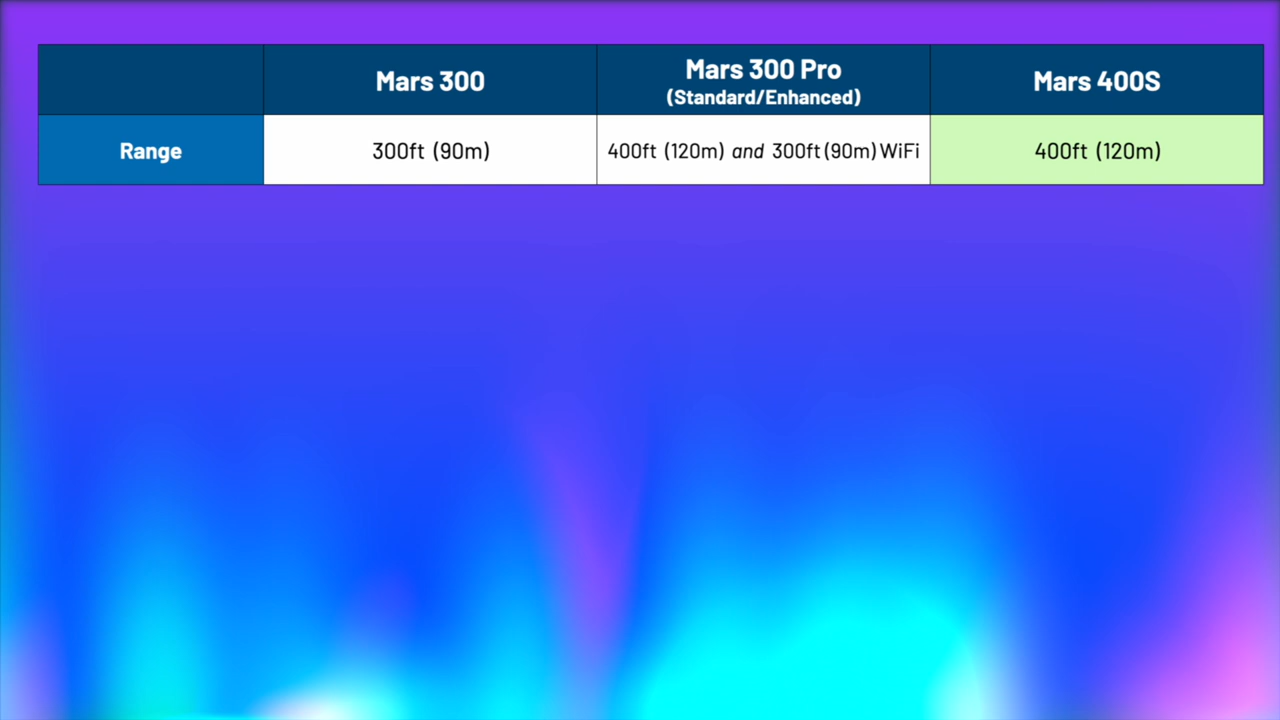 Mars 300
Mars 300 Pro
(Standard/Enhanced)
Mars 400S
Range
300ft (90m)
400ft (120m) and 300ft (90m) WiFi
400ft (120m)